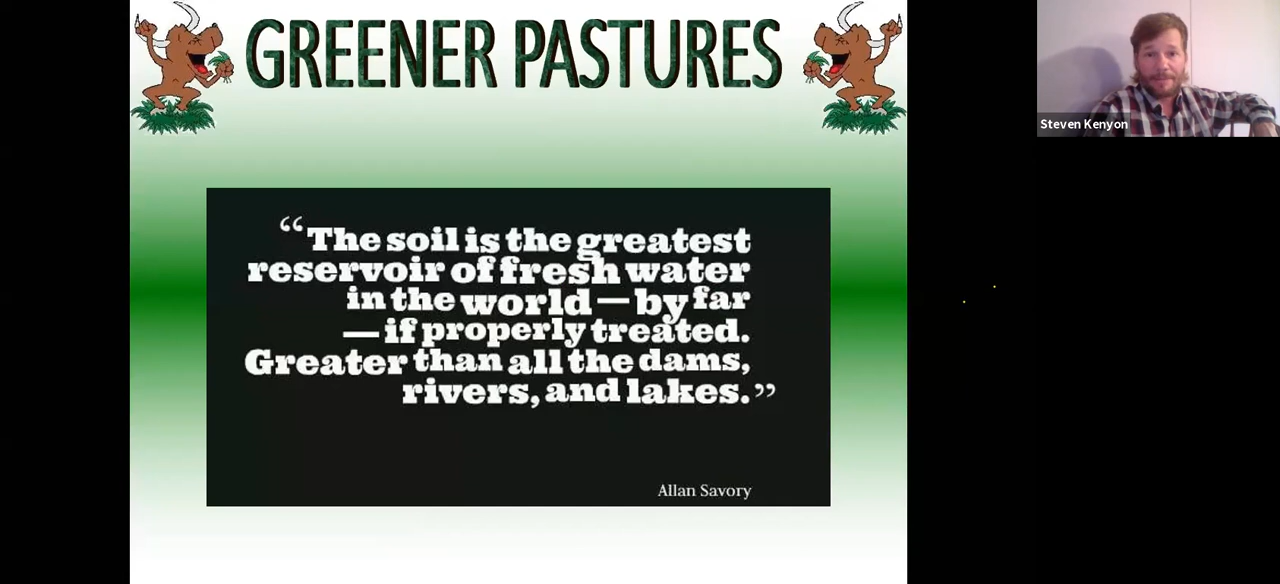 GREENER PASTURES
Steven Kenyon
“The soil is the greatest
reservoir of fresh water
in the world — by far
— if properly treated.
Greater than all the dams,
rivers, and lakes.”
Allan Savory